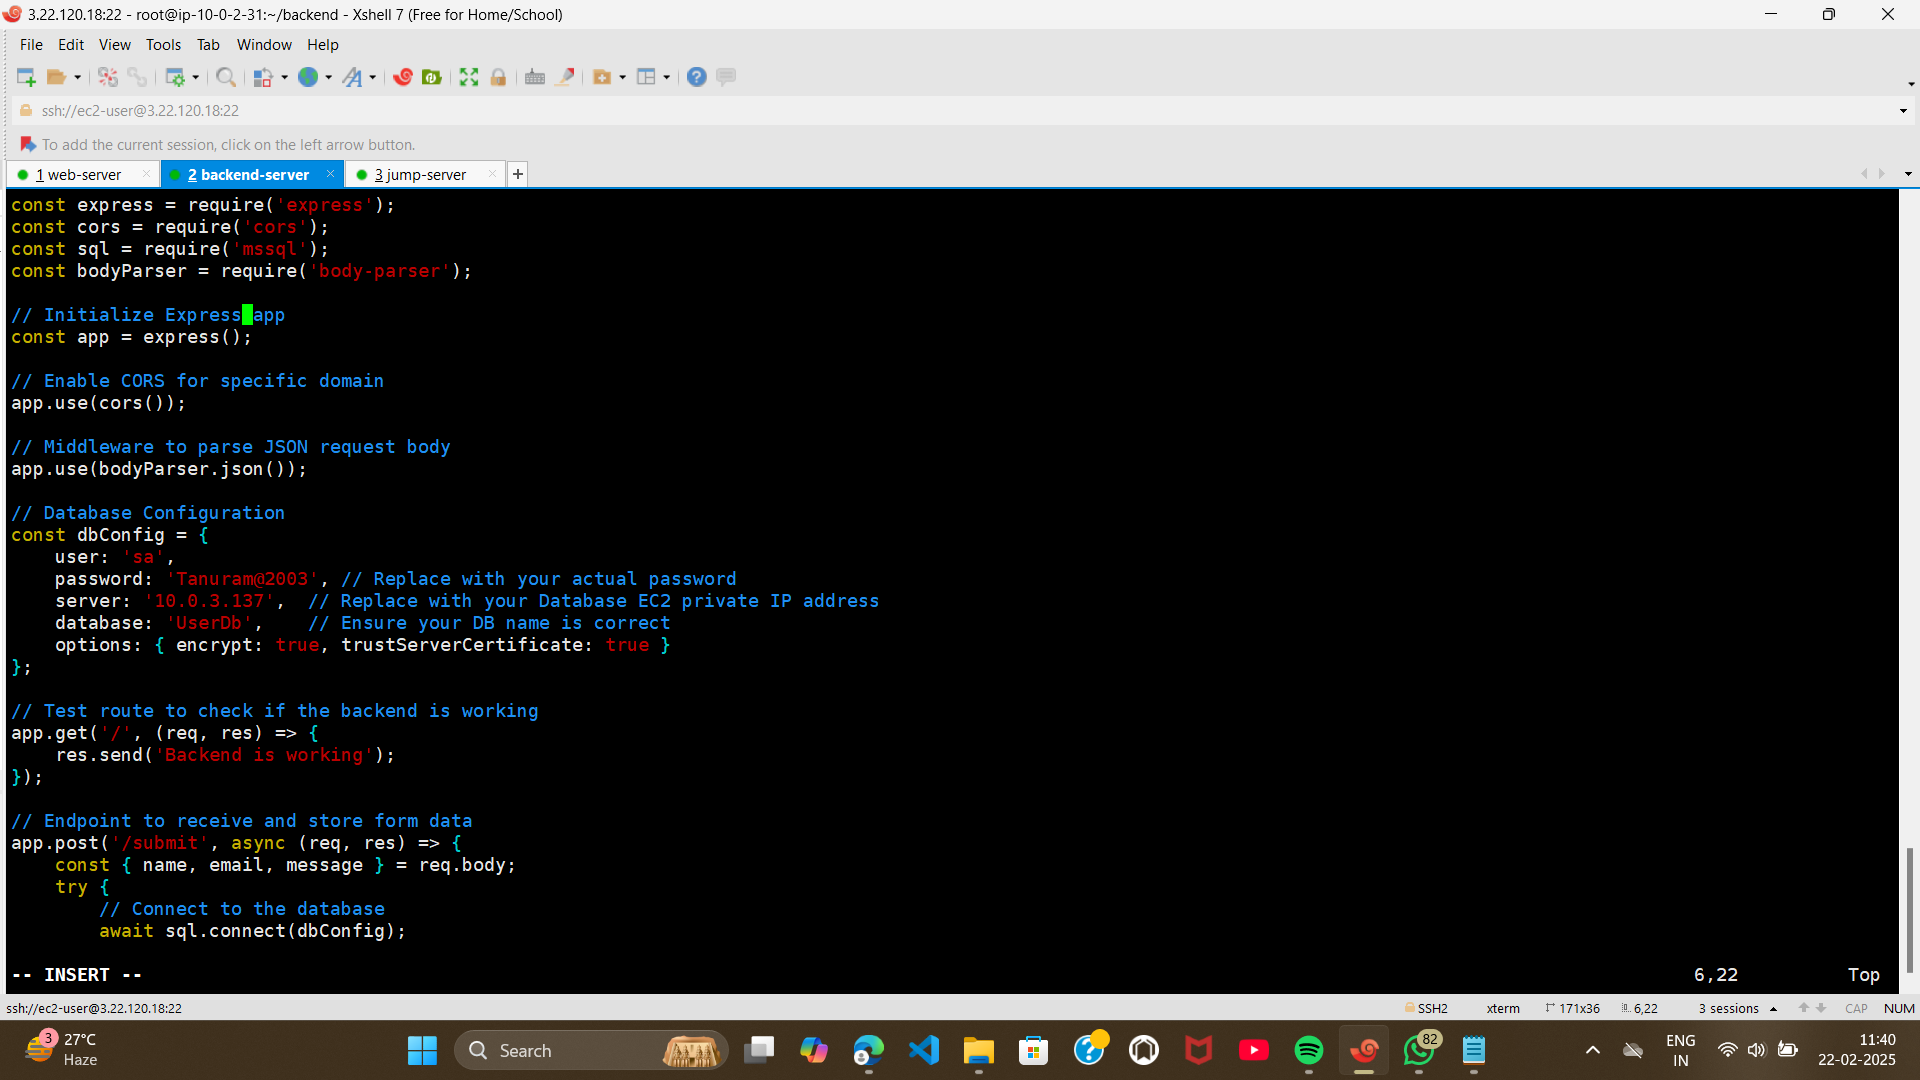 3.22.120.18:22 - root@ip-10-0-2-31:~/backend - Xshell 7 (Free for Home/School)
File Edit View Tools Tab Window Help
ssh://ec2-user@3.22.120.18:22
To add the current session, click on the left arrow button.
1 web-server 2 backend-server 3 jump-server
const express = require('express');
const cors = require('cors');
const sql = require('mssql');
const bodyParser = require('body-parser');
// Initialize Express app
const app = express();
// Enable CORS for specific domain
app.use(cors());
// Middleware to parse JSON request body
app.use(bodyParser.json());
// Database Configuration
const dbConfig = {
    user: 'sa',
    password: 'Tanuram@2003', // Replace with your actual password
    server: '10.0.3.137',  // Replace with your Database EC2 private IP address
    database: 'UserDb',    // Ensure your DB name is correct
    options: { encrypt: true, trustServerCertificate: true }
};
// Test route to check if the backend is working
app.get('/', (req, res) => {
    res.send('Backend is working');
});
// Endpoint to receive and store form data
app.post('/submit', async (req, res) => {
    const { name, email, message } = req.body;
    try {
        // Connect to the database
        await sql.connect(dbConfig);
-- INSERT -- 6,22 Top
ssh://ec2-user@3.22.120.18:22 SSH2 xterm 171x36 6,22 3 sessions CAP NUM
3 27°C
Haze
Search
82
ENG
IN
11:40
22-02-2025